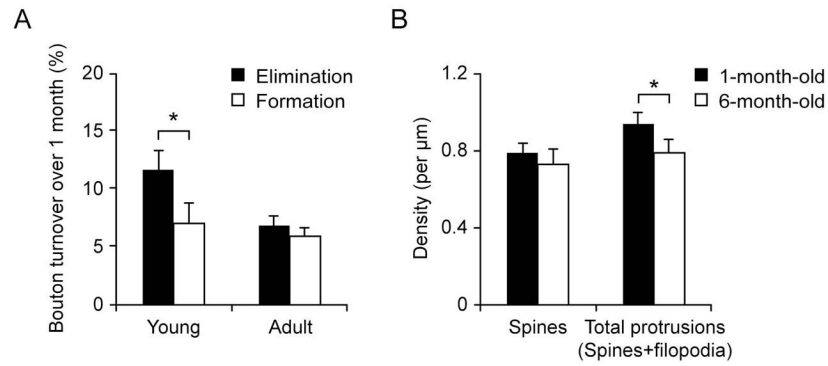 A
Bouton turnover over 1 month (%)
20
15
10
5
0
Elimination
Formation
*
Young
Adult
B
Density (per μm)
1.2
0.8
0.4
0
1-month-old
6-month-old
*
Spines
Total protrusions
(Spines+filopodia)